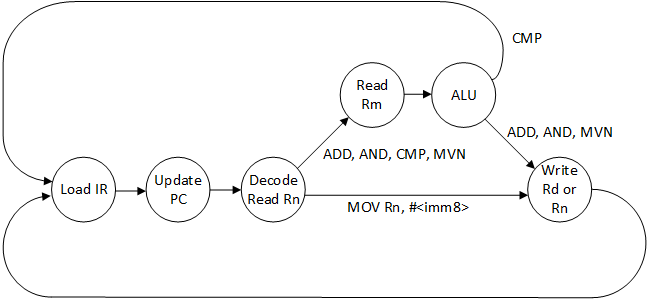 CMP
Read
Rm
ALU
ADD, AND, CMP, MVN
ADD, AND, MVN
Load IR
Update
PC
Decode
Read Rn
MOV Rn, #<imm8>
Write
Rd or
Rn